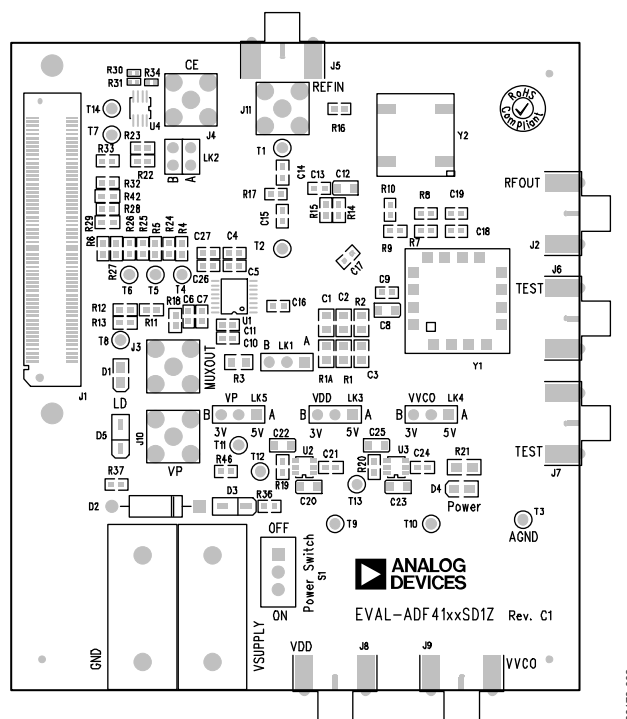 J5
REFIN
R30
R31
R34
CE
J4
J11
R16
Y2
RoHS
Compliant
T14
T7
U4
R33
R23
R22
LK2
B
A
T1
C14
R17
C13
C12
C15
R15
R14
R10
R8
C19
R9
R7
C18
RFOUT
J2
J6
TEST
R32
R42
R28
R29
R6
R27
R26
R25
R5
R24
R4
C27
C4
C26
C5
T2
C17
T6
T5
T4
R12
R13
R11
R18
C6
C7
U1
C11
C10
C16
C1
C2
R2
C9
C8
Y1
T8
J3
MUXOUT
R3
B
LK1
A
R1A
R1
C3
J1
D1
LD
D5
J10
VP
VP
LK5
B
A
3V
5V
VDD
LK3
B
A
3V
5V
VVCO
LK4
B
A
3V
5V
T11
C22
U2
C21
C25
U3
C24
R21
TEST
J7
R37
R46
T12
R19
C20
T13
R20
C23
D4
Power
D2
D3
R36
T9
T10
T3
AGND
OFF
Power Switch
S1
ON
ANALOG
DEVICES
EVAL-ADF41xxSD1Z Rev. C1
GND
VSUPPLY
VDD
J8
J9
VVCO